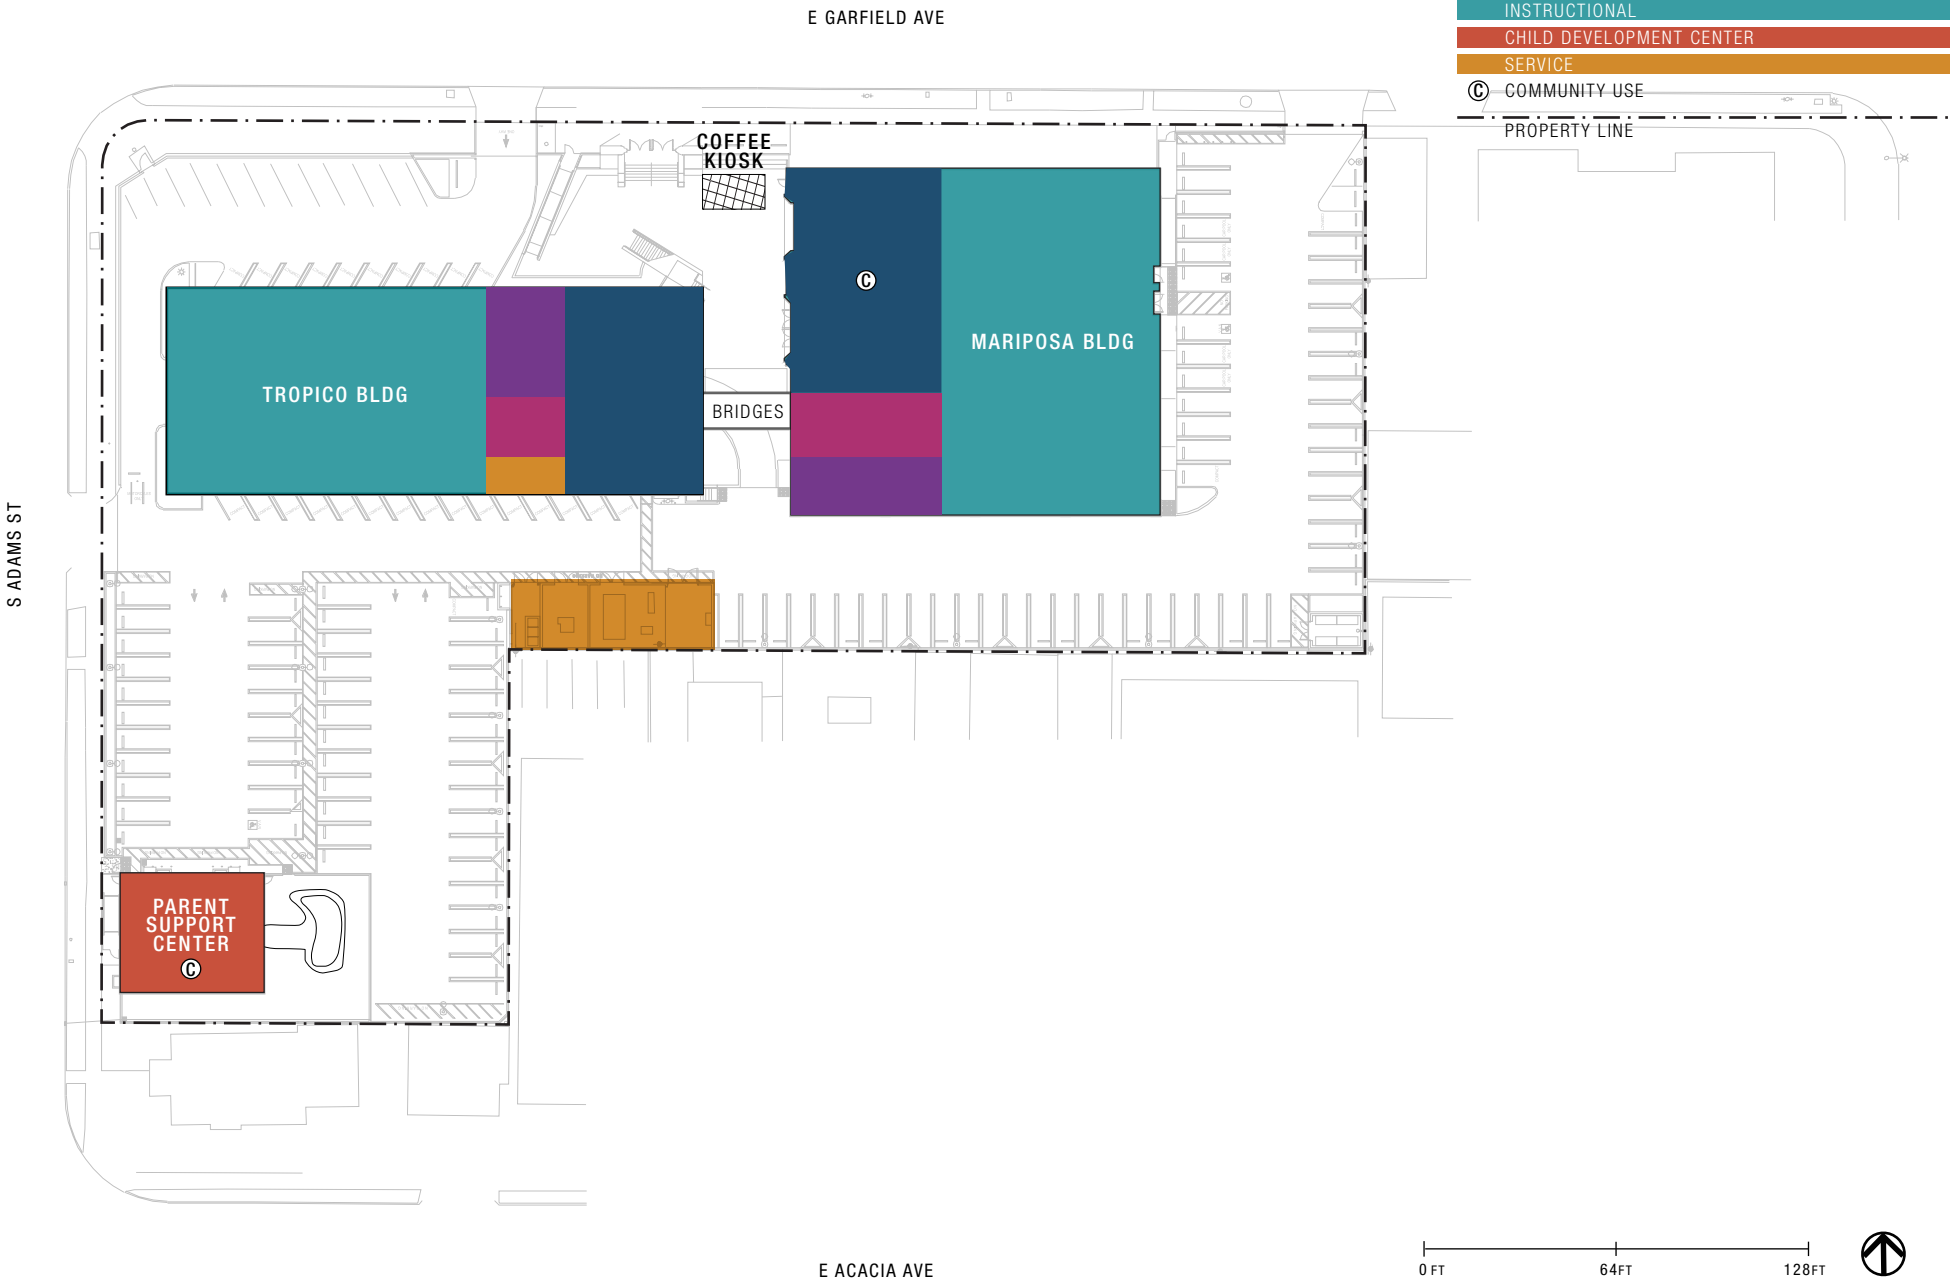 E GARFIELD AVE
INSTRUCTIONAL
CHILD DEVELOPMENT CENTER
SERVICE
C COMMUNITY USE
PROPERTY LINE
COFFEE
KIOSK
C
MARIPOSA BLDG
TROPICO BLDG
BRIDGES
S ADAMS ST
PARENT
SUPPORT
CENTER
C
E ACACIA AVE
0 FT
64FT
128FT